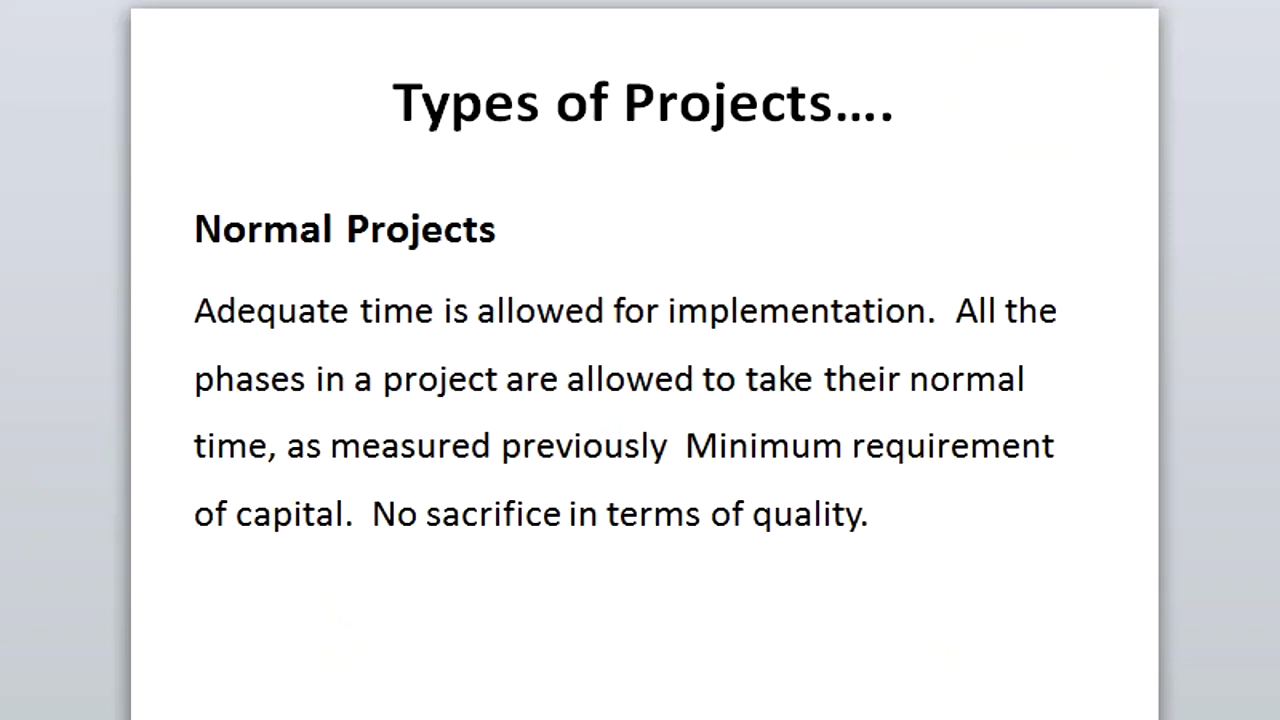 Types of Projects....
Normal Projects
Adequate time is allowed for implementation.  All the
phases in a project are allowed to take their normal
time, as measured previously  Minimum requirement
of capital.  No sacrifice in terms of quality.